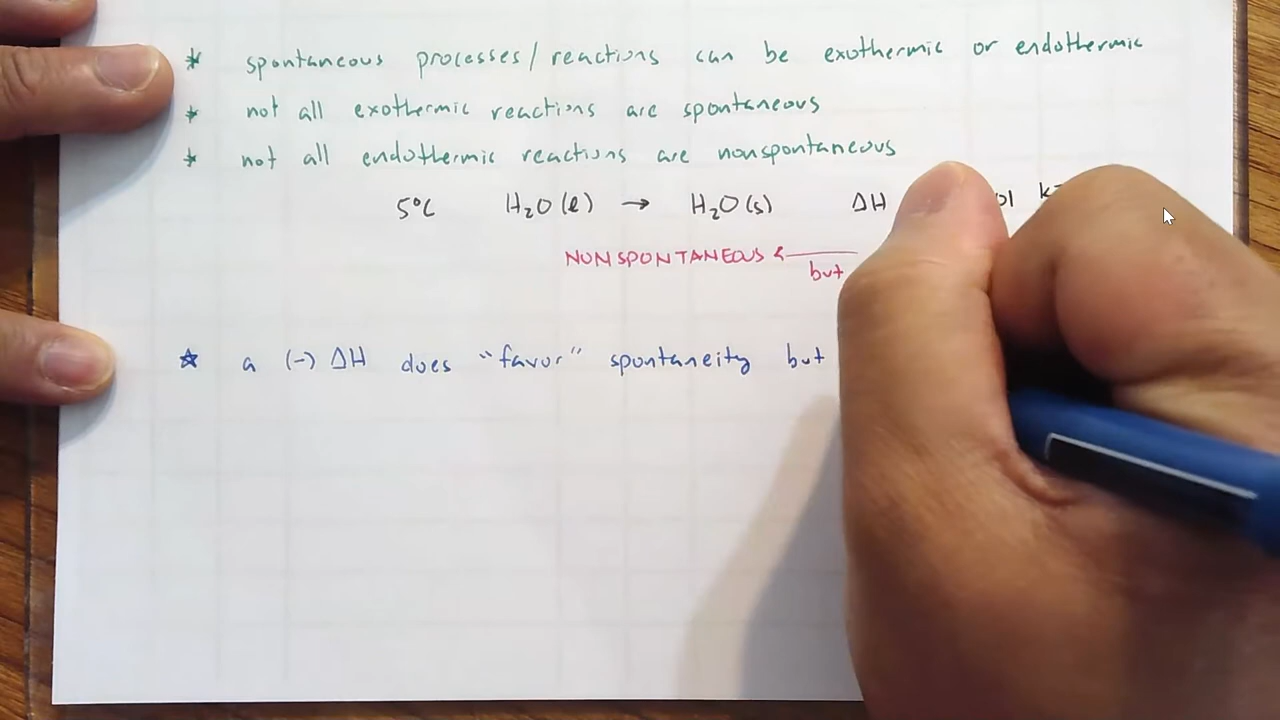 * spontaneous processes/reactions can be exothermic or endothermic
* not all exothermic reactions are spontaneous
* not all endothermic reactions are nonspontaneous
5°C H₂O(l) → H₂O(s) ΔH
NONSPONTANEOUS ← but
☆ a (-) ΔH does "favor" spontaneity but